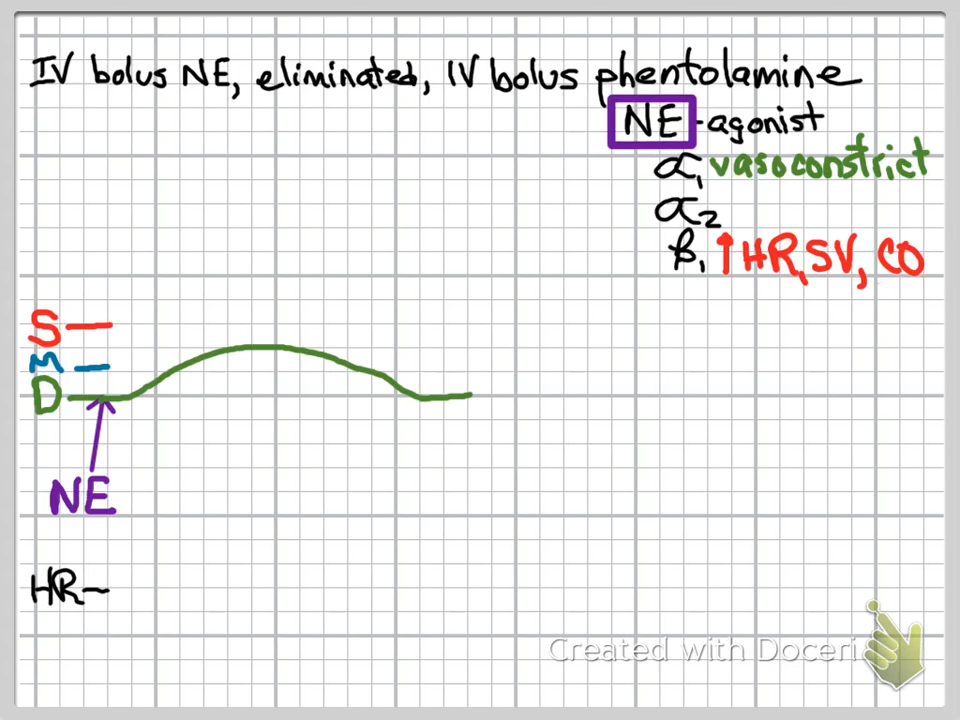 IV bolus NE, eliminated, IV bolus phentolamine
NE - agonist
α₁ vasoconstrict
α₂
β₁ ↑HR, SV, CO
S
M
D
NE
HR
Created with Doceri